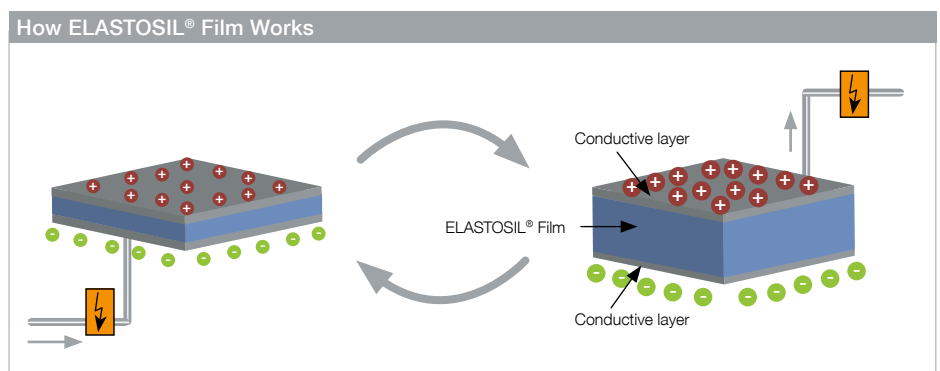 How ELASTOSIL® Film Works
Conductive layer
ELASTOSIL® Film
Conductive layer